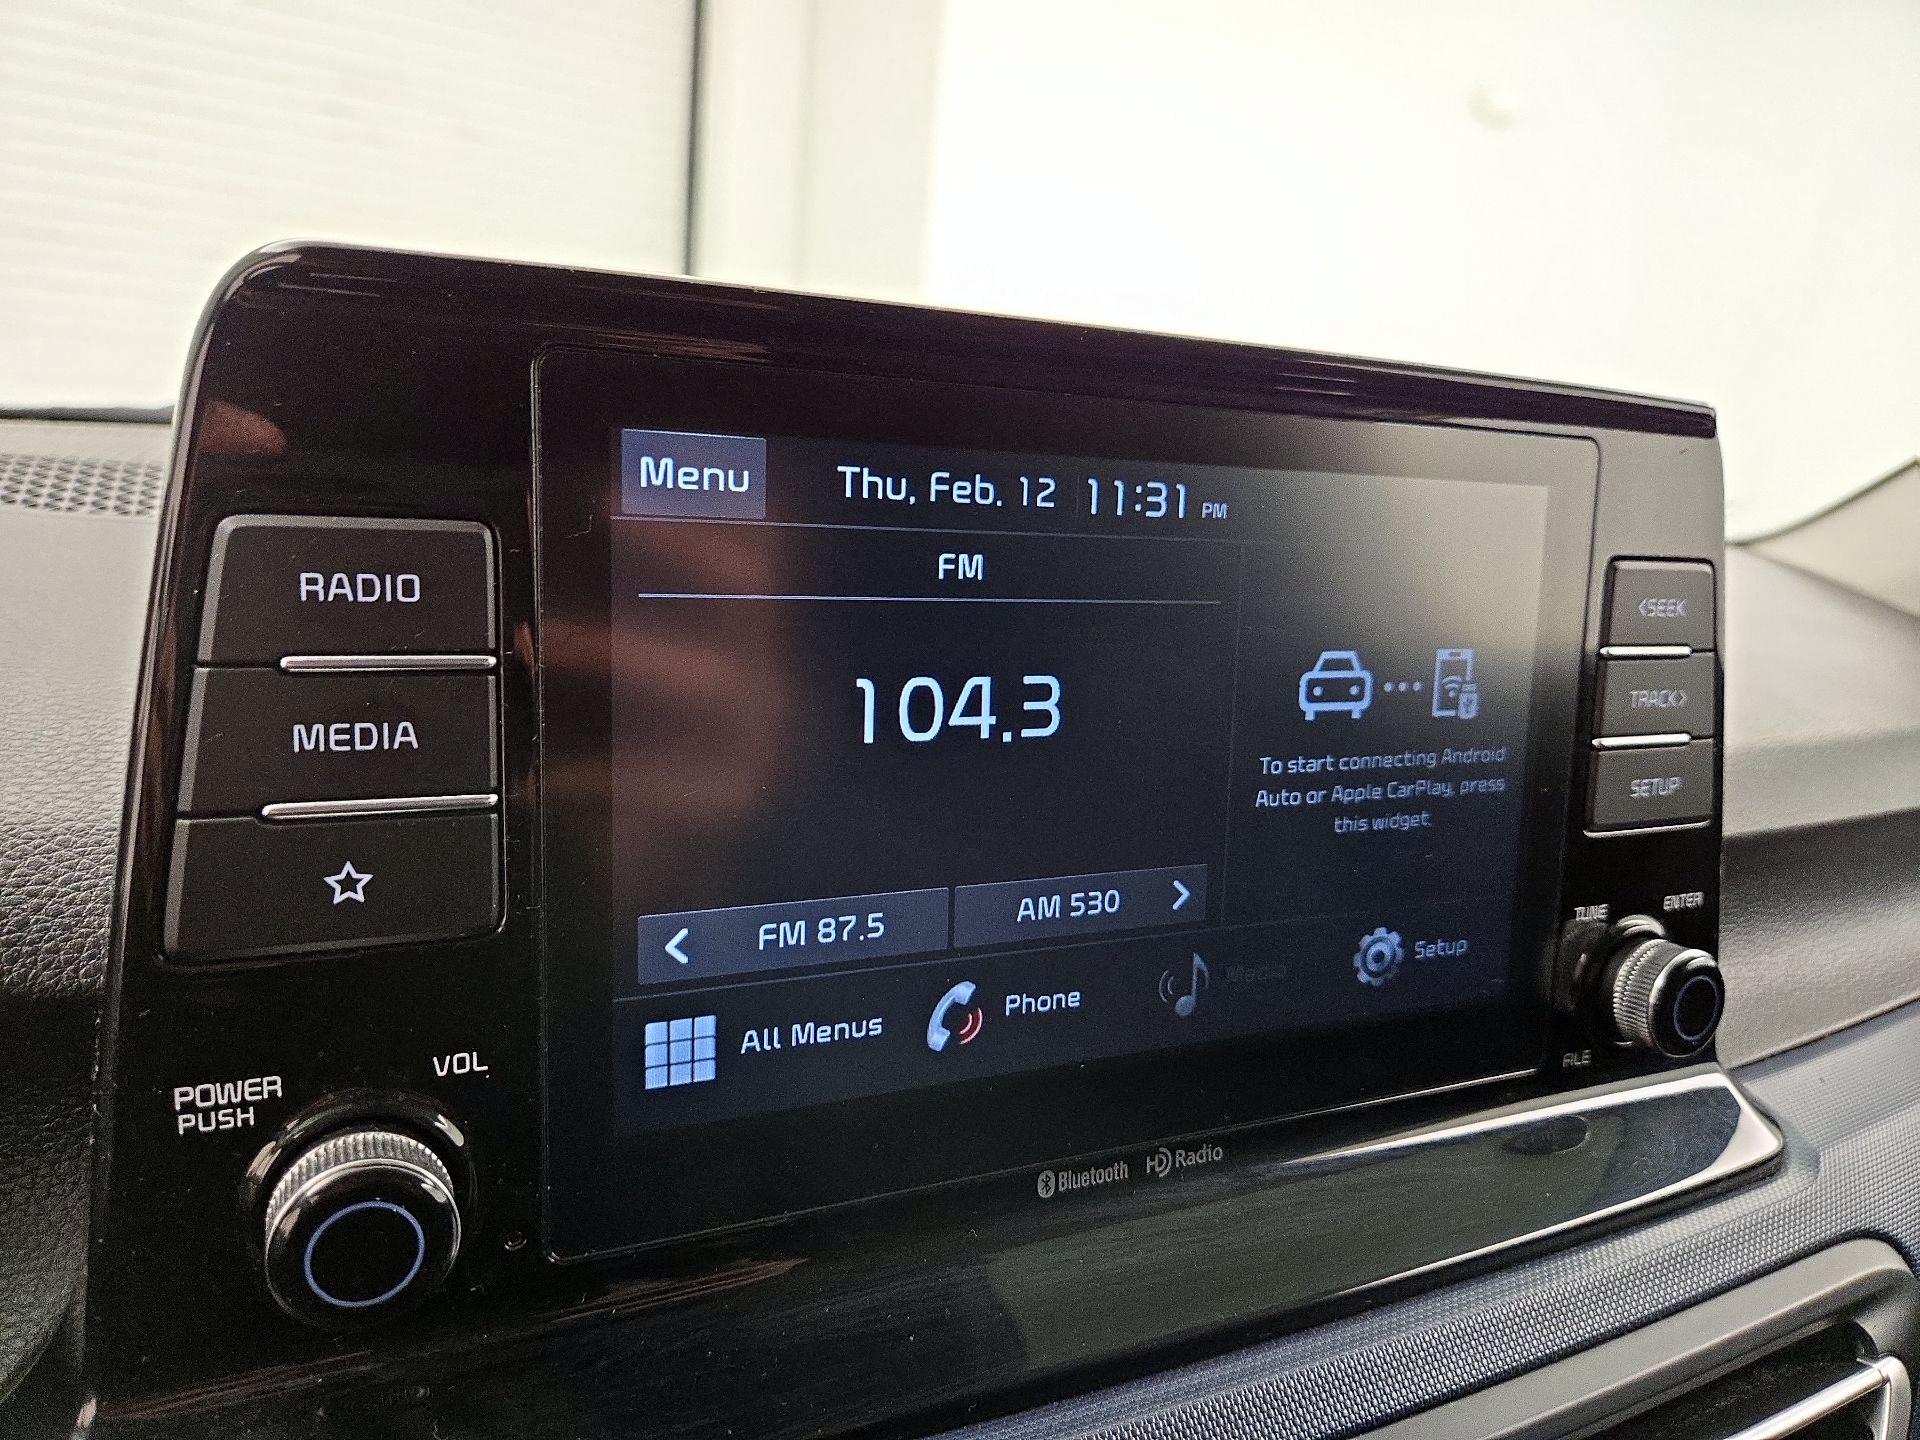 Menu
Thu, Feb. 12 11:31 PM
FM
104.3
To start connecting Android
Auto or Apple CarPlay, press
this widget.
FM 87.5
AM 530
All Menus
Phone
Media
Setup
RADIO
MEDIA
POWER
PUSH
VOL
<SEEK
TRACK>
SETUP
TUNE
ENTER
FILE
Bluetooth
HD Radio